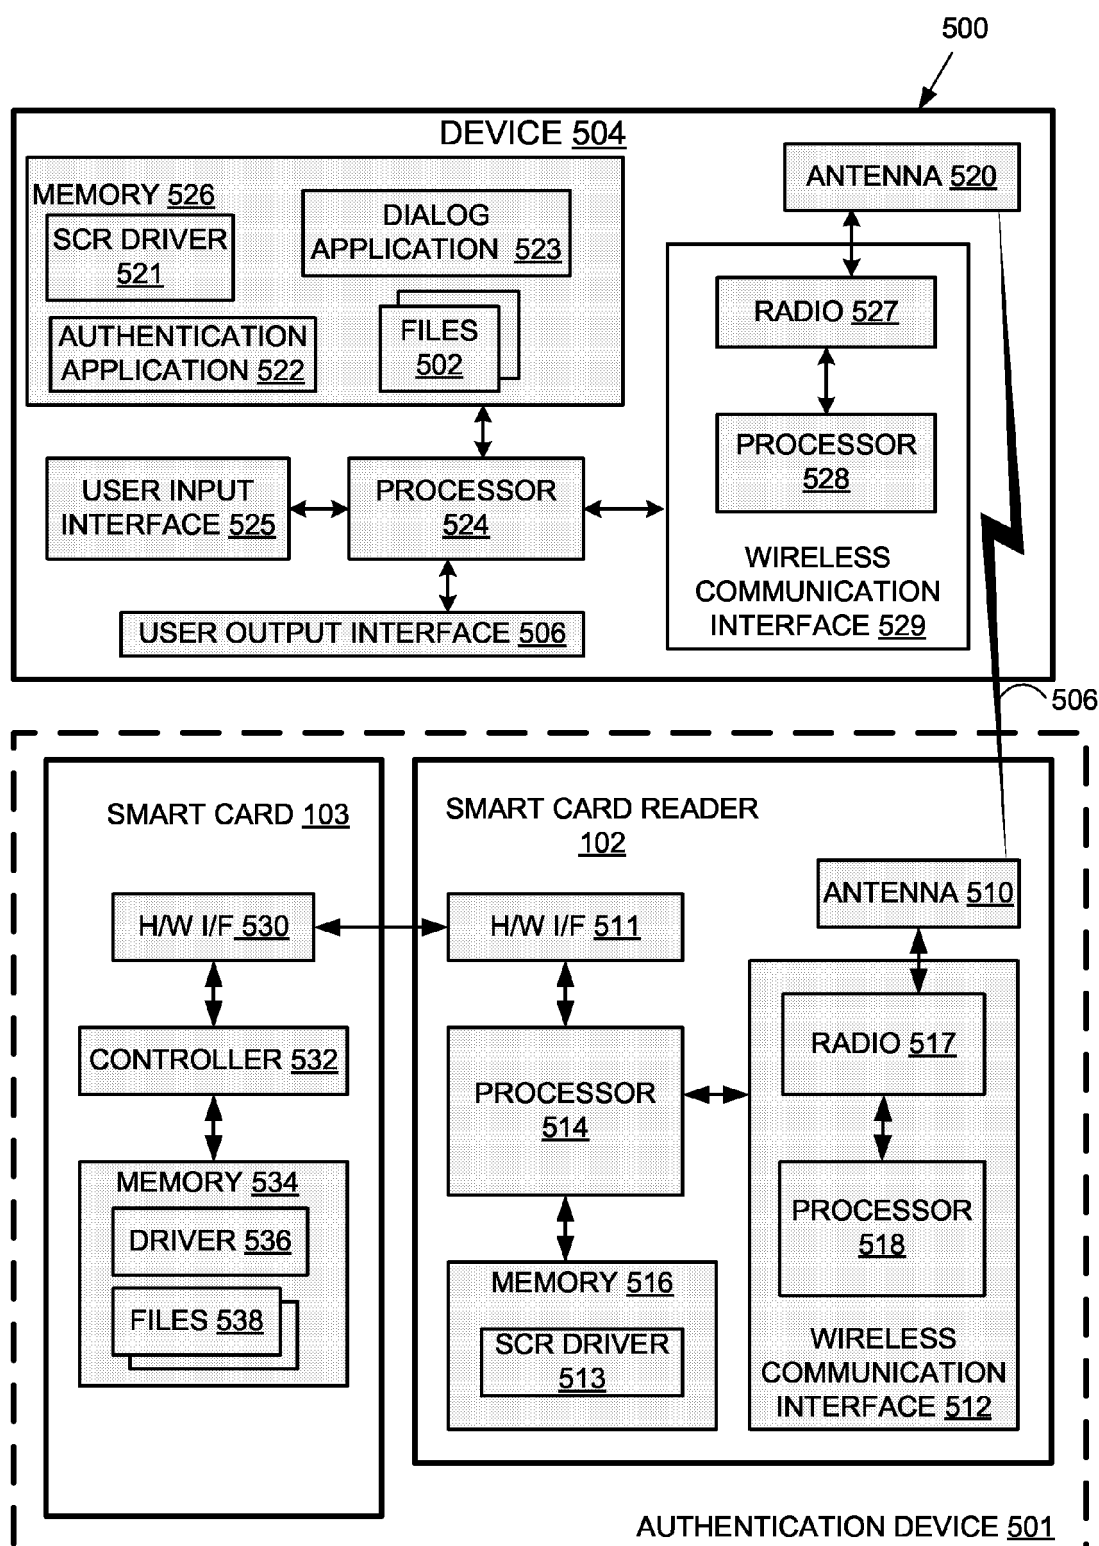 500
DEVICE 504
MEMORY 526
SCR DRIVER
521
DIALOG
APPLICATION 523
AUTHENTICATION
APPLICATION 522
FILES
502
ANTENNA 520
RADIO 527
PROCESSOR
528
WIRELESS
COMMUNICATION
INTERFACE 529
USER INPUT
INTERFACE 525
PROCESSOR
524
USER OUTPUT INTERFACE 506
506
SMART CARD 103
H/W I/F 530
CONTROLLER 532
MEMORY 534
DRIVER 536
FILES 538
SMART CARD READER
102
ANTENNA 510
H/W I/F 511
PROCESSOR
514
MEMORY 516
SCR DRIVER
513
RADIO 517
PROCESSOR
518
WIRELESS
COMMUNICATION
INTERFACE 512
AUTHENTICATION DEVICE 501